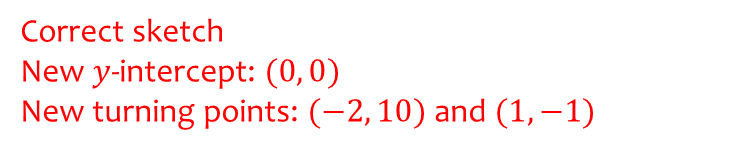 Correct sketch
New y-intercept: (0, 0)
New turning points: (−2, 10) and (1, −1)